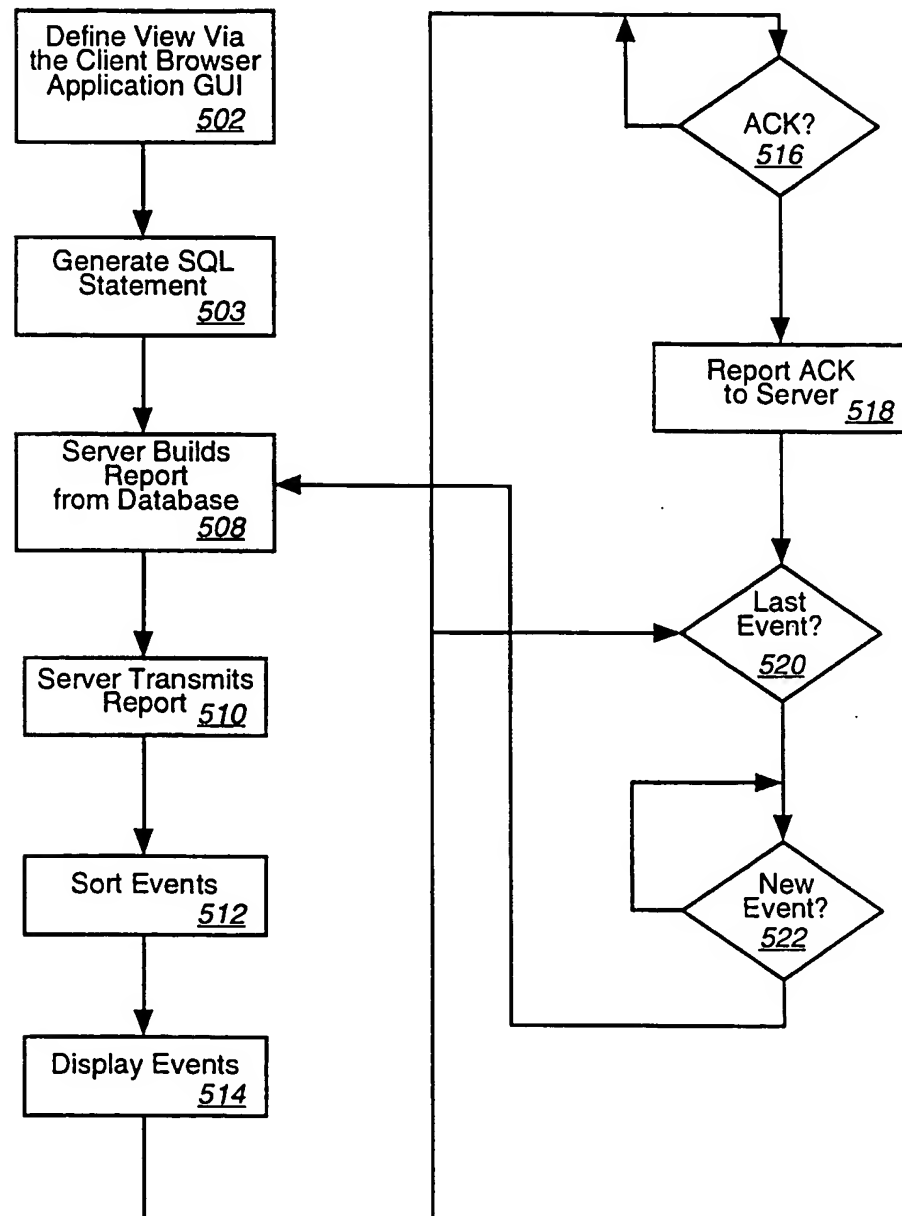 Define View Via
the Client Browser
Application GUI
502
Generate SQL
Statement
503
Server Builds
Report
from Database
508
Server Transmits
Report
510
Sort Events
512
Display Events
514
ACK?
516
Report ACK
to Server
518
Last
Event?
520
New
Event?
522